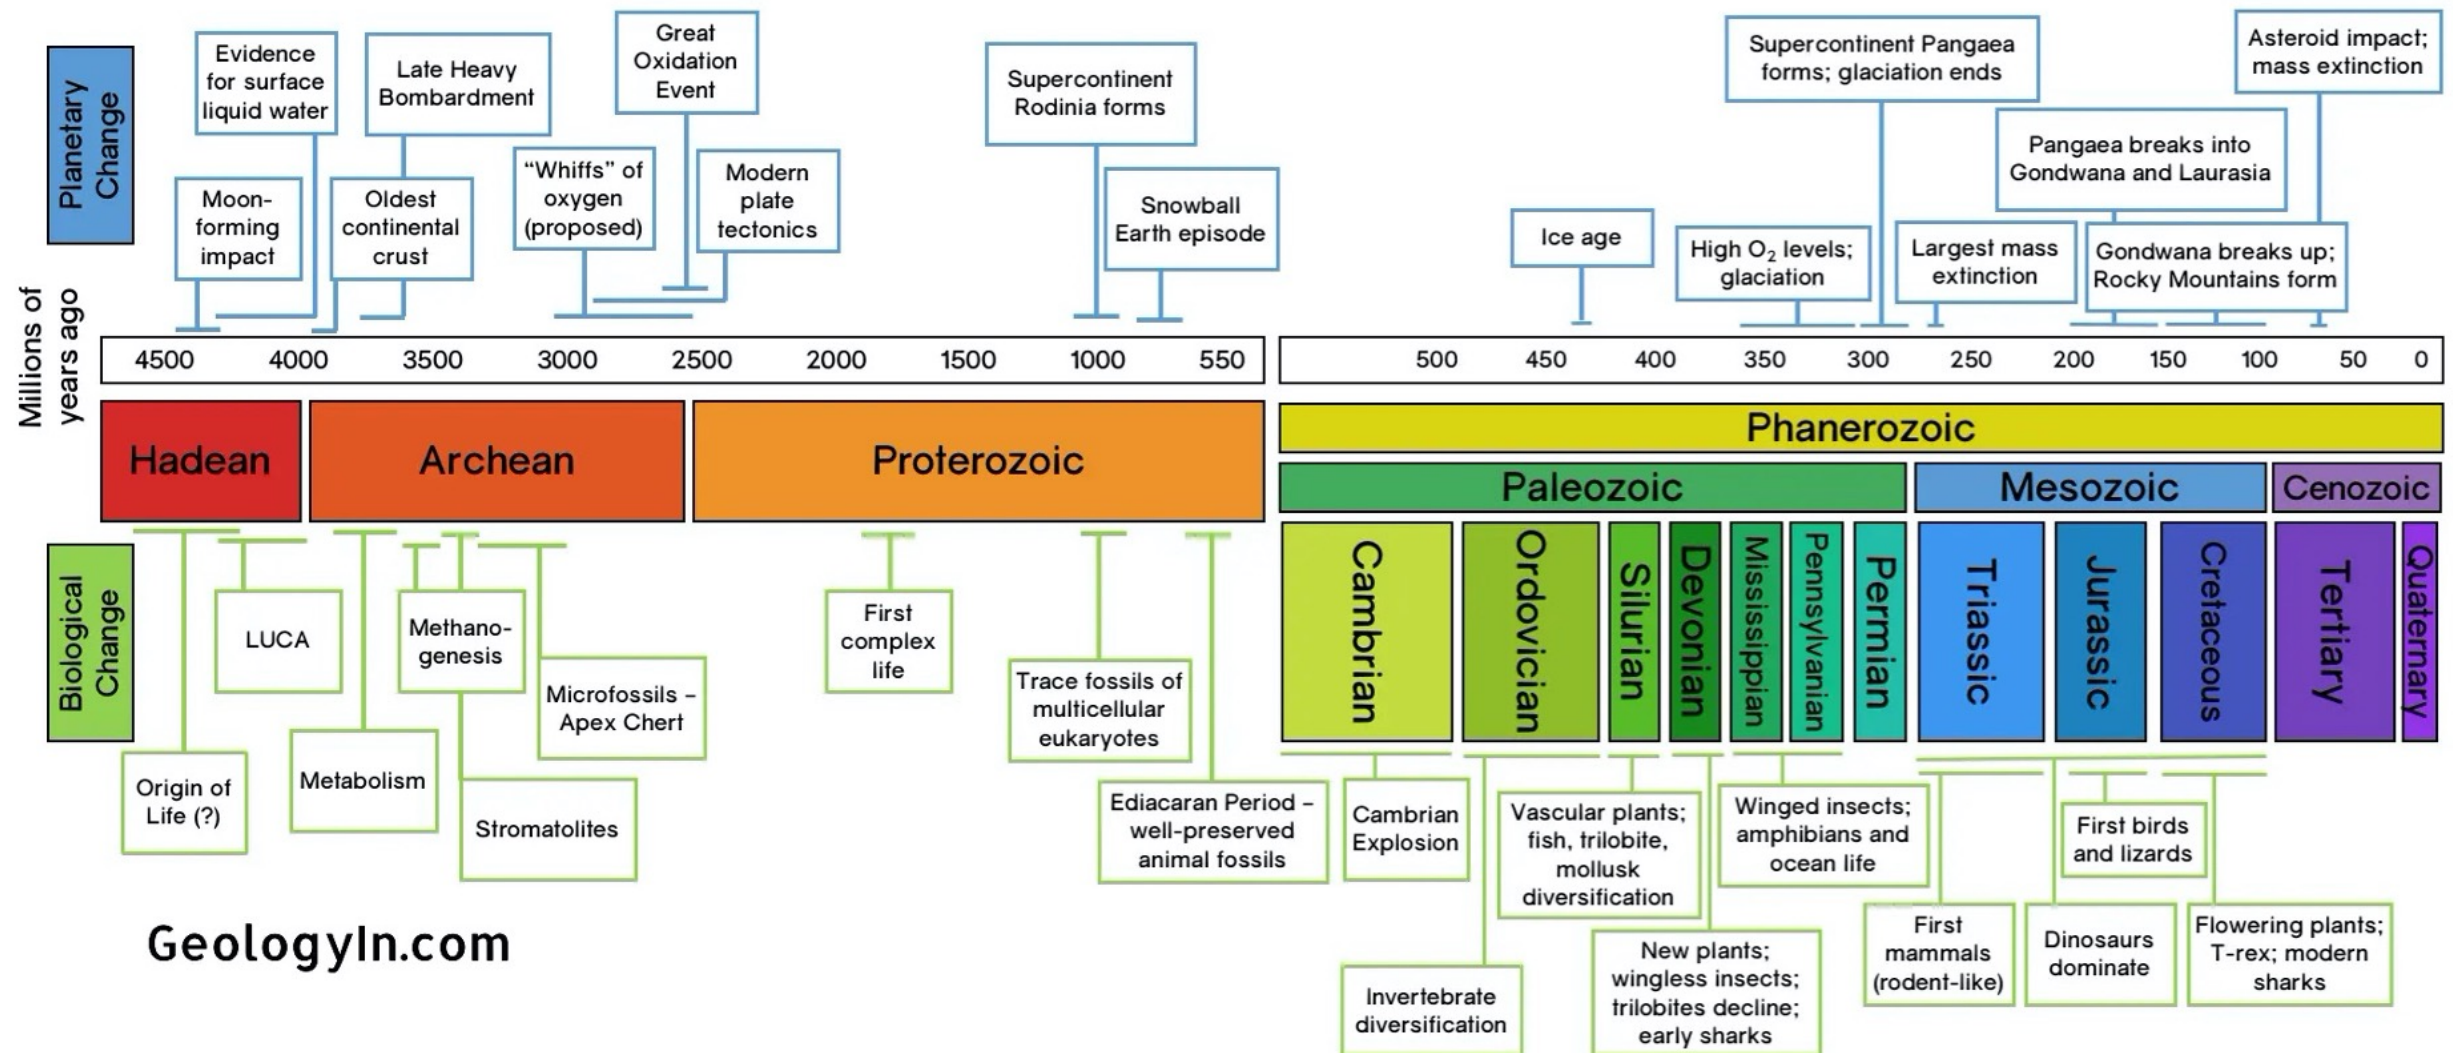 Planetary
Change
Evidence
for surface
liquid water
Late Heavy
Bombardment
Great
Oxidation
Event
Moon-
forming
impact
Oldest
continental
crust
“Whiffs” of
oxygen
(proposed)
Modern
plate
tectonics
Supercontinent
Rodinia forms
Snowball
Earth episode
Ice age
Supercontinent Pangaea
forms; glaciation ends
High O₂ levels;
glaciation
Largest mass
extinction
Pangaea breaks into
Gondwana and Laurasia
Gondwana breaks up;
Rocky Mountains form
Asteroid impact;
mass extinction
Millions of
years ago
4500 4000 3500 3000 2500 2000 1500 1000 550 500 450 400 350 300 250 200 150 100 50 0
Hadean
Archean
Proterozoic
Phanerozoic
Paleozoic
Mesozoic
Cenozoic
Cambrian
Ordovician
Silurian
Devonian
Mississippian
Pennsylvanian
Permian
Triassic
Jurassic
Cretaceous
Tertiary
Quaternary
Biological
Change
Origin of
Life (?)
LUCA
Metabolism
Methano-
genesis
Stromatolites
Microfossils –
Apex Chert
First
complex
life
Trace fossils of
multicellular
eukaryotes
Ediacaran Period –
well-preserved
animal fossils
Cambrian
Explosion
Invertebrate
diversification
Vascular plants;
fish, trilobite,
mollusk
diversification
New plants;
wingless insects;
trilobites decline;
early sharks
Winged insects;
amphibians and
ocean life
First
mammals
(rodent-like)
Dinosaurs
dominate
First birds
and lizards
Flowering plants;
T-rex; modern
sharks
GeologyIn.com